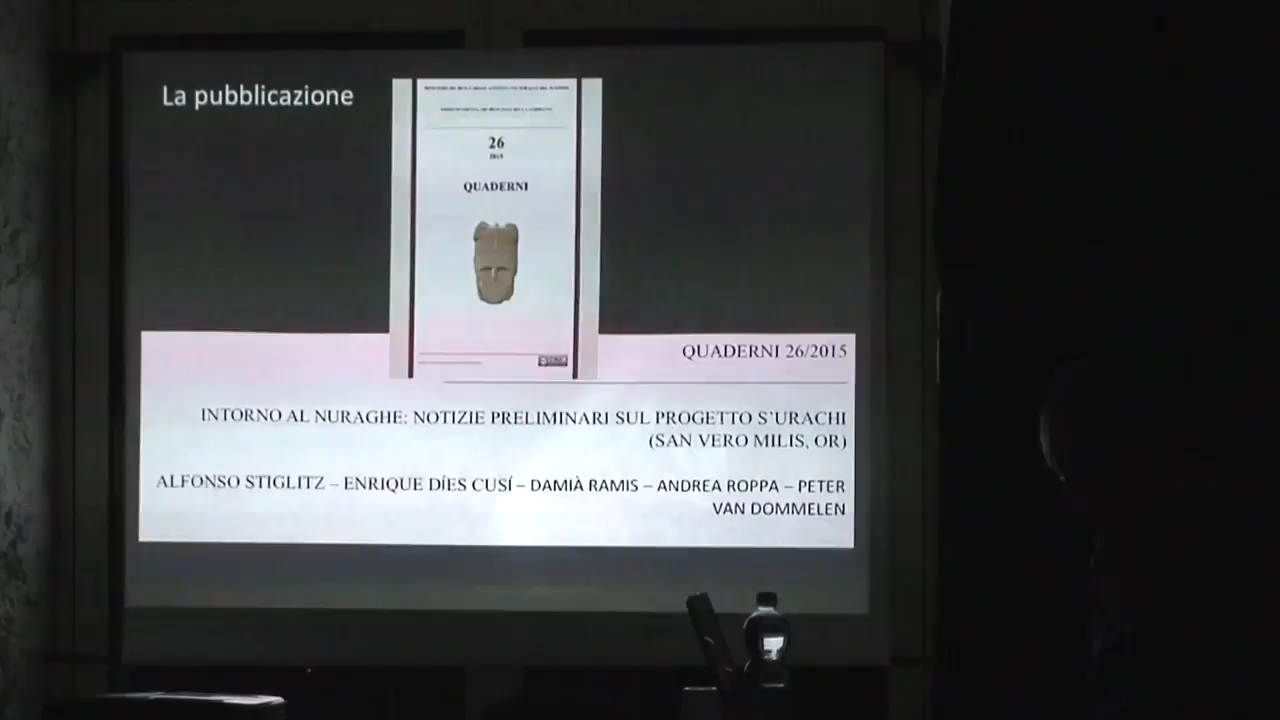 La pubblicazione
26
2015
QUADERNI
QUADERNI 26/2015
INTORNO AL NURAGHE: NOTIZIE PRELIMINARI SUL PROGETTO S'URACHI
(SAN VERO MILIS, OR)
ALFONSO STIGLITZ – ENRIQUE DÍES CUSÍ – DAMIÀ RAMIS – ANDREA ROPPA – PETER
VAN DOMMELEN